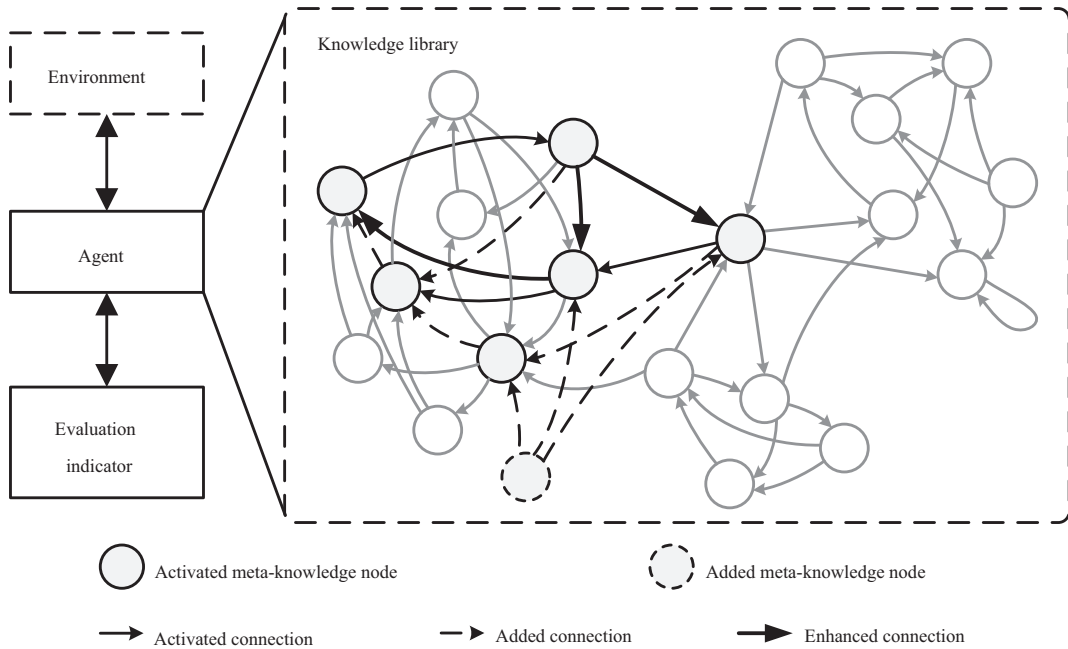 Environment
Agent
Evaluation
indicator
Knowledge library
Activated meta-knowledge node
Added meta-knowledge node
Activated connection
Added connection
Enhanced connection